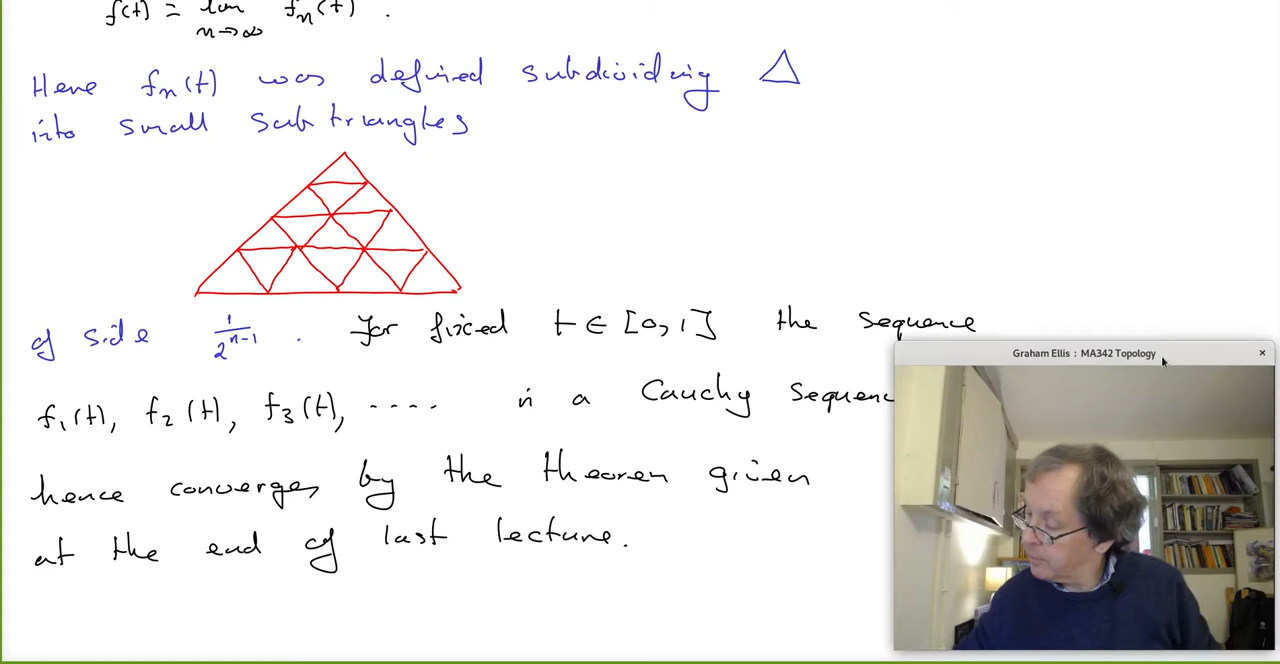 f(t) = lim fn(t).
n→∞
Here fn(t) was defined subdividing △
into small subtriangles
of side 1/2^(n-1). For fixed t ∈ [0,1] the sequence
Graham Ellis : MA342 Topology
f1(t), f2(t), f3(t), .... is a Cauchy Sequenc
hence converges by the theorem given
at the end of last lecture.